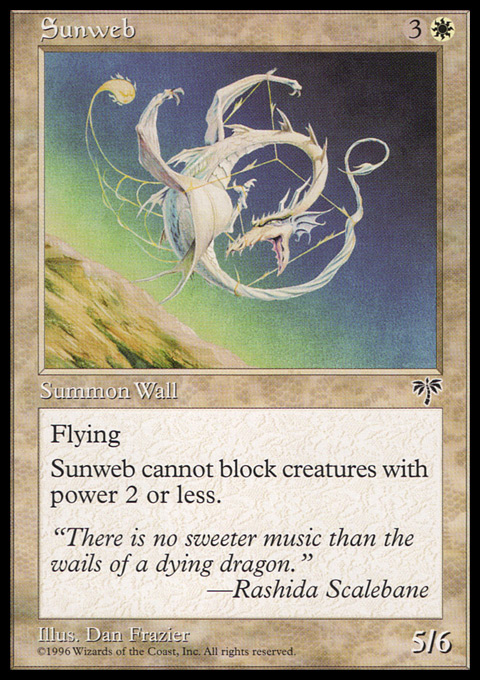 Sunweb 3
Summon Wall
Flying
Sunweb cannot block creatures with
power 2 or less.
“There is no sweeter music than the
wails of a dying dragon.”
—Rashida Scalebane
Illus. Dan Frazier
5/6
©1996 Wizards of the Coast, Inc. All rights reserved.